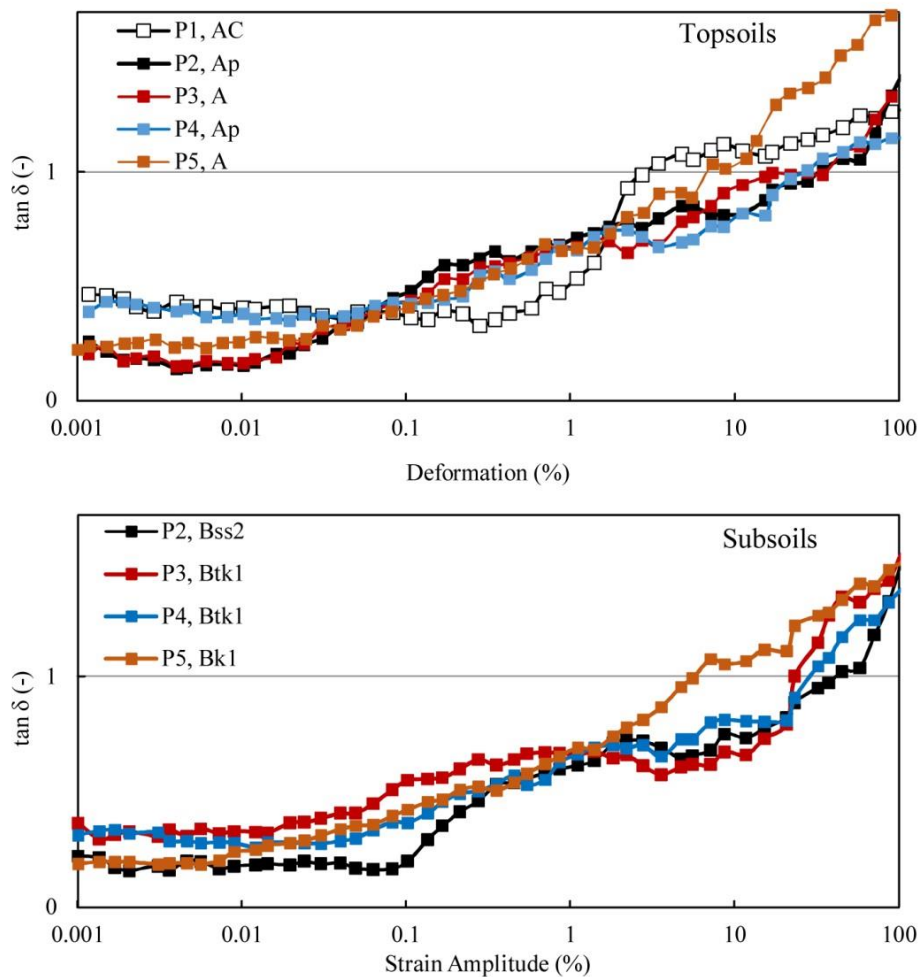 Topsoils
P1, AC
P2, Ap
P3, A
P4, Ap
P5, A
tan δ (-)
1
0
0.001 0.01 0.1 1 10 100
Deformation (%)
Subsoils
P2, Bss2
P3, Btk1
P4, Btk1
P5, Bk1
tan δ (-)
1
0
0.001 0.01 0.1 1 10 100
Strain Amplitude (%)